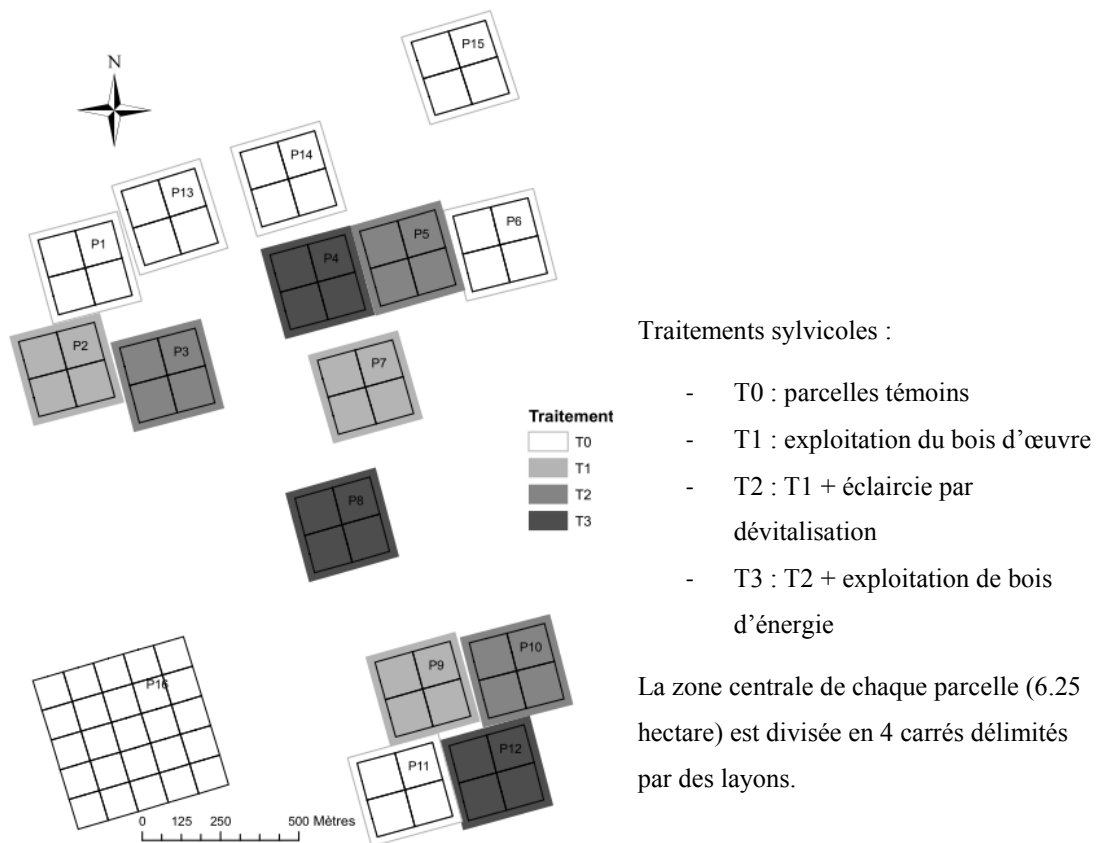 P15
N
P14
P13
P6
P5
P1
P4
P2
P3
P7
Traitement
T0
T1
T2
T3
P8
P9
P10
P16
P11
P12
0 125 250 500 Mètres
Traitements sylvicoles :
- T0 : parcelles témoins
- T1 : exploitation du bois d’œuvre
- T2 : T1 + éclaircie par
dévitalisation
- T3 : T2 + exploitation de bois
d’énergie
La zone centrale de chaque parcelle (6.25
hectare) est divisée en 4 carrés délimités
par des layons.